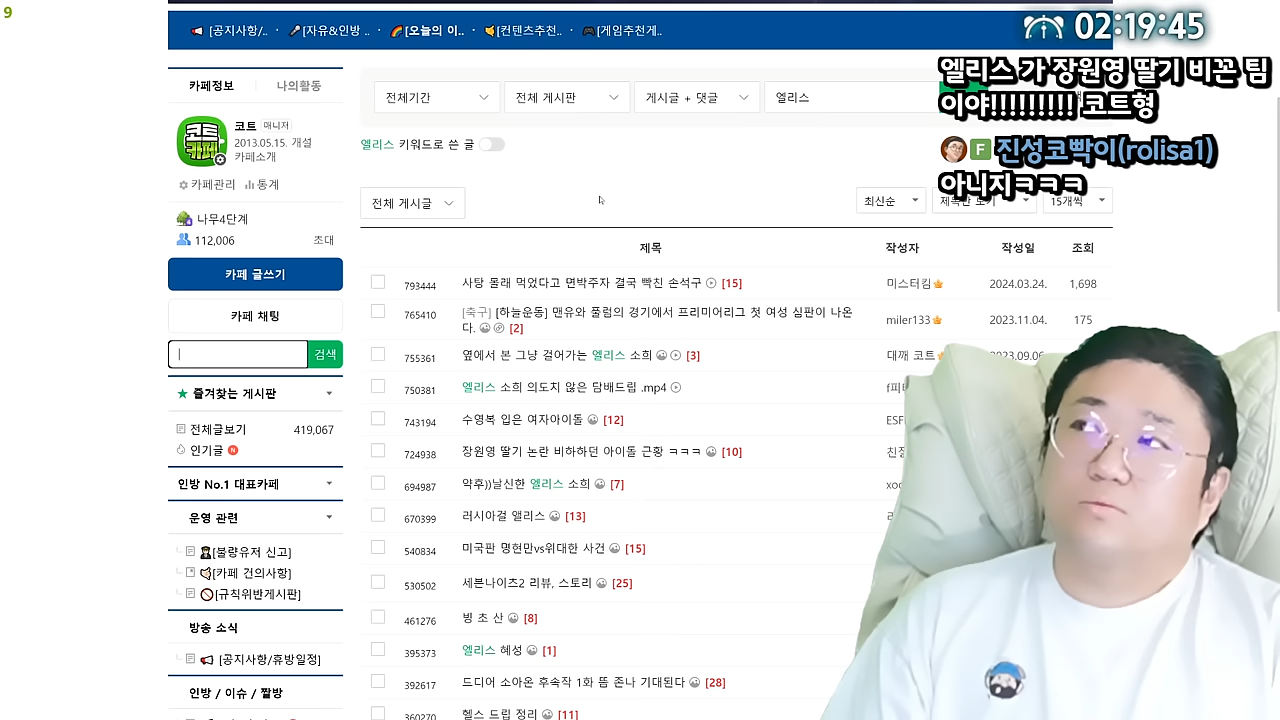 9
📢 [공지사항/.. · 🎤[자유&인방 .. · 🌈[오늘의 이.. · [컨텐츠추천.. · 🎮[게임추천게..
02:19:45
엘리스 가 장원영 딸기 비꼰 팀
이야!!!!!!!!! 코트형
F 진성코빡이(rolisa1)
아니지ㅋㅋㅋ
카페정보 나의활동
코트카페
코트 매니저
2013.05.15. 개설
카페소개
카페관리 통계
나무4단계
112,006 초대
카페 글쓰기
카페 채팅
검색
★ 즐겨찾는 게시판
전체글보기 419,067
인기글 N
인방 No.1 대표카페
운영 관련
[불량유저 신고]
[카페 건의사항]
[규칙위반게시판]
방송 소식
[공지사항/휴방일정]
인방 / 이슈 / 짤방
전체기간 전체 게시판 게시글 + 댓글 엘리스
엘리스 키워드로 쓴 글
전체 게시글 최신순 제목만 보기 15개씩
제목 작성자 작성일 조회
793444 사탕 몰래 먹었다고 면박주자 결국 빡친 손석구 [15] 미스터킴 2024.03.24. 1,698
765410 [축구] [하늘운동] 맨유와 풀럼의 경기에서 프리미어리그 첫 여성 심판이 나온
다. [2] miler133 2023.11.04. 175
755361 옆에서 본 그냥 걸어가는 엘리스 소희 [3] 대깨 코트 2023.09.06
750381 엘리스 소희 의도치 않은 담배드립 .mp4
743194 수영복 입은 여자아이돌 [12] ESF
724938 장원영 딸기 논란 비하하던 아이돌 근황 ㅋㅋㅋ [10] 친절
694987 약후))날신한 엘리스 소희 [7] xoc
670399 러시아걸 앨리스 [13]
540834 미국판 명현만vs위대한 사건 [15]
530502 세븐나이츠2 리뷰, 스토리 [25]
461276 빙 초 산 [8]
395373 엘리스 혜성 [1]
392617 드디어 소아온 후속작 1화 뜸 존나 기대된다 [28]
360270 헬스 드립 정리 [11]